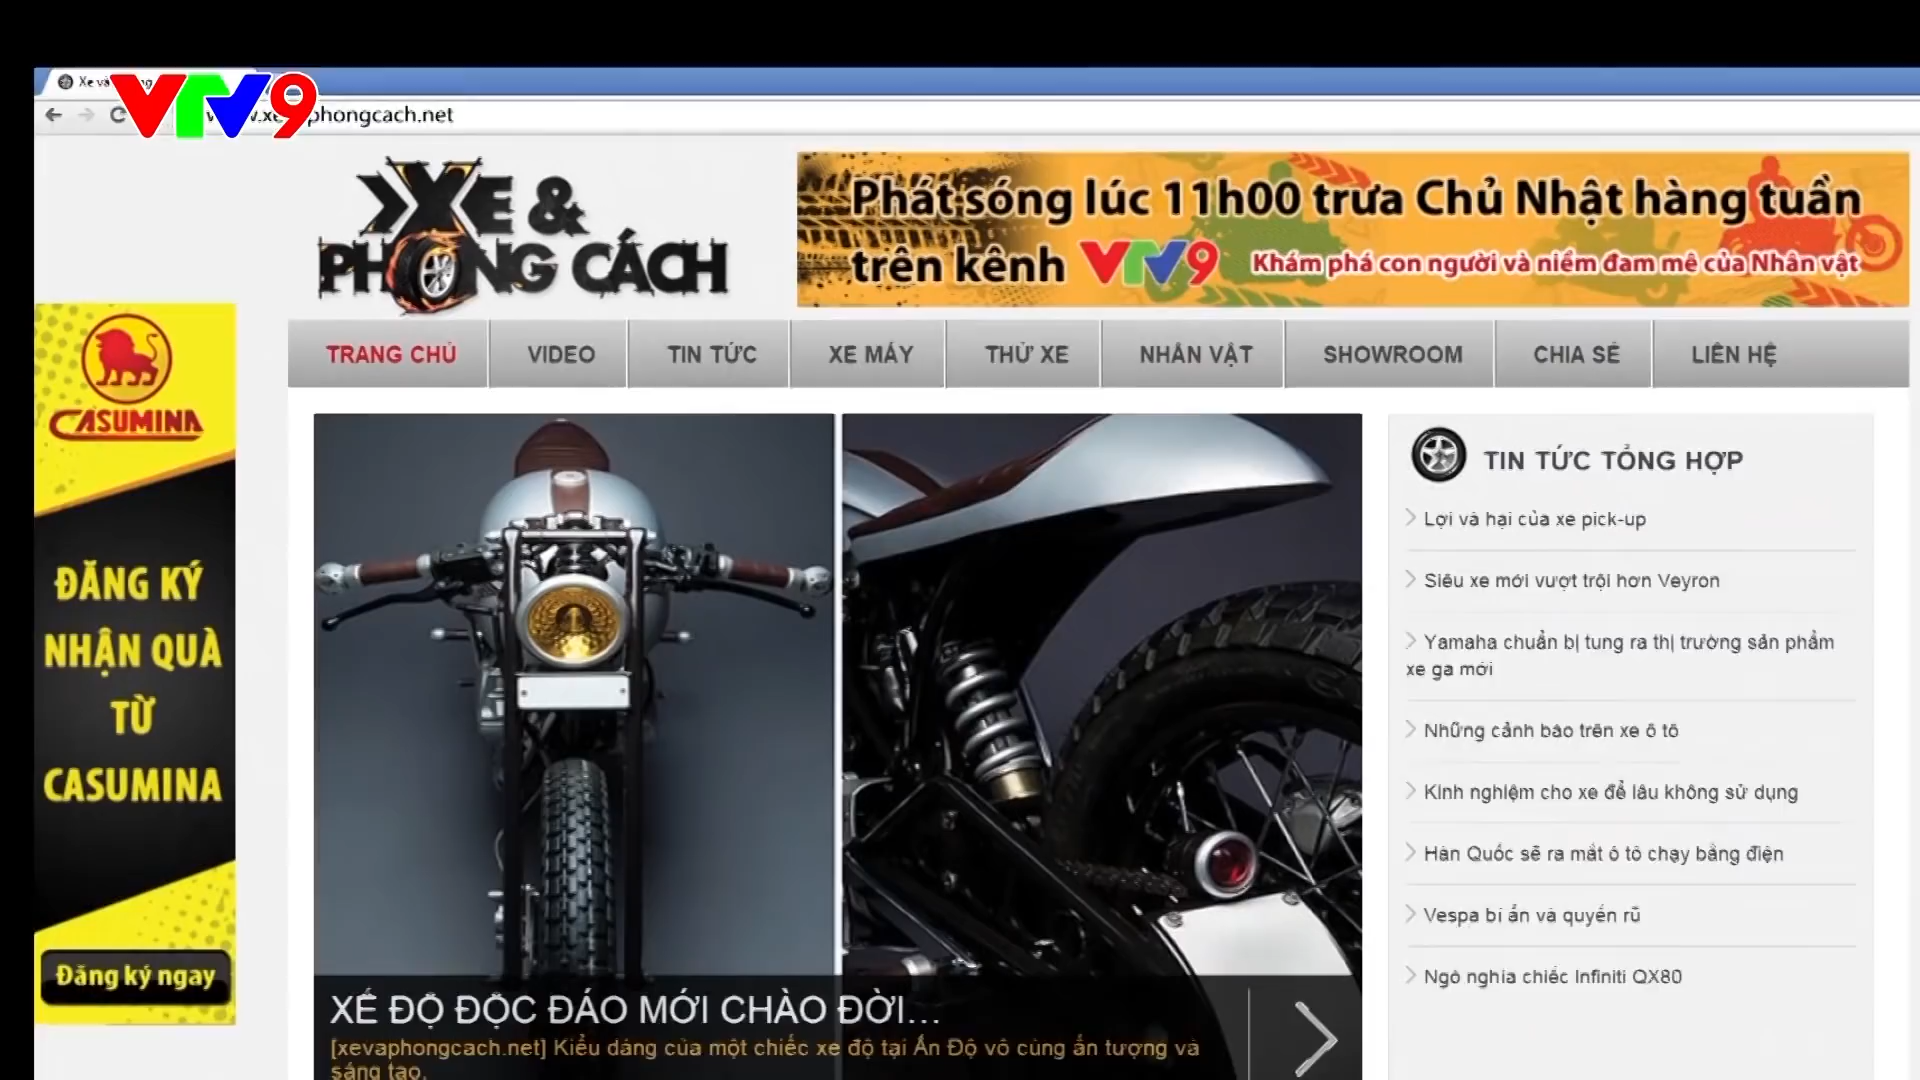 Xe và
VTV9
phongcach.net
XE &
PHONG CÁCH
Phát sóng lúc 11h00 trưa Chủ Nhật hàng tuần
trên kênh VTV9 Khám phá con người và niềm đam mê của Nhân vật
TRANG CHỦ VIDEO TIN TỨC XE MÁY THỬ XE NHÂN VẬT SHOWROOM CHIA SẺ LIÊN HỆ
CASUMINA
ĐĂNG KÝ
NHẬN QUÀ
TỪ
CASUMINA
Đăng ký ngay
XẾ ĐỘ ĐỘC ĐÁO MỚI CHÀO ĐỜI...
[xevaphongcach.net] Kiểu dáng của một chiếc xe độ tại Ấn Độ vô cùng ấn tượng và
sáng tạo.
TIN TỨC TỔNG HỢP
Lợi và hại của xe pick-up
Siêu xe mới vượt trội hơn Veyron
Yamaha chuẩn bị tung ra thị trường sản phẩm
xe ga mới
Những cảnh báo trên xe ô tô
Kinh nghiệm cho xe để lâu không sử dụng
Hàn Quốc sẽ ra mắt ô tô chạy bằng điện
Vespa bí ẩn và quyến rũ
Ngộ nghĩa chiếc Infiniti QX80